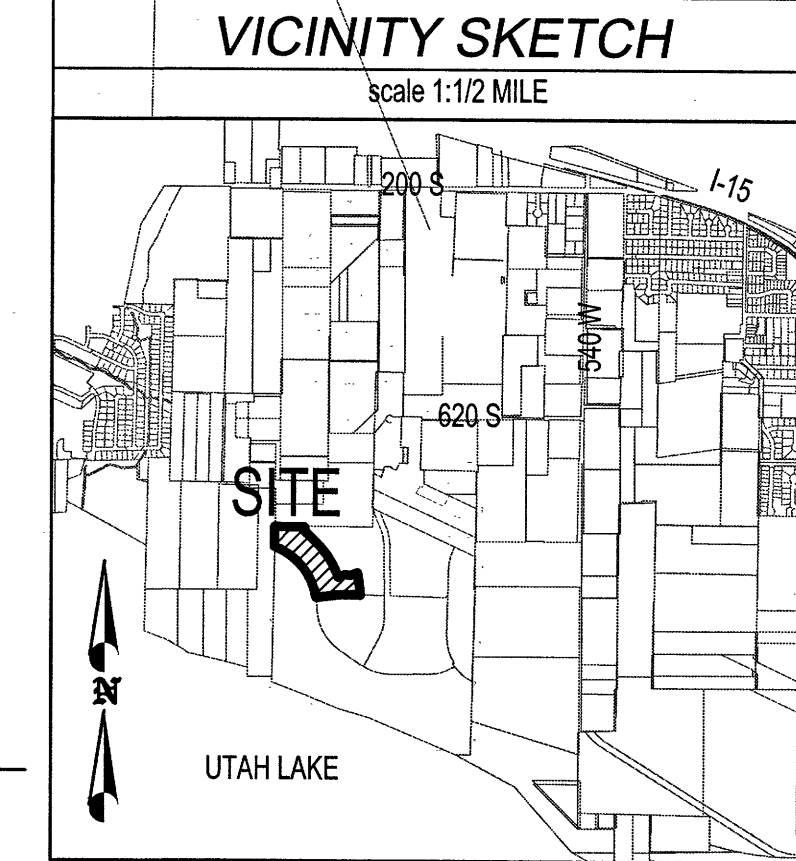 VICINITY SKETCH
scale 1:1/2 MILE
200 S
I-15
540 W
620 S
SITE
N
UTAH LAKE